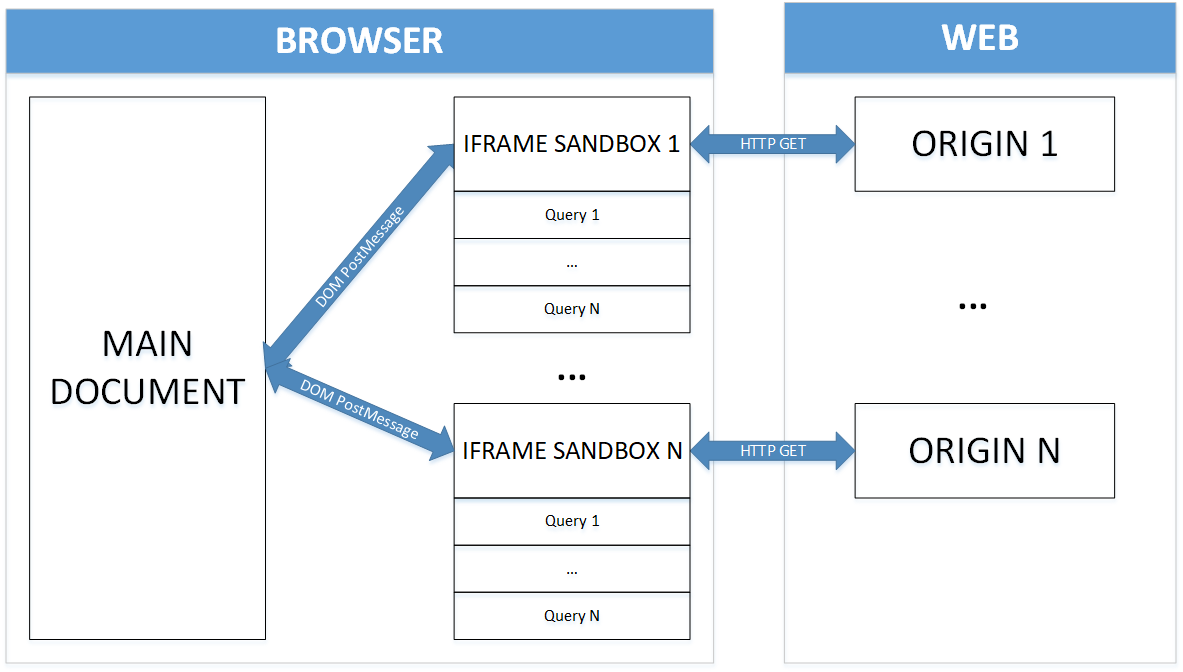 BROWSER
WEB
MAIN
DOCUMENT
DOM PostMessage
DOM PostMessage
IFRAME SANDBOX 1
Query 1
...
Query N
...
IFRAME SANDBOX N
Query 1
...
Query N
HTTP GET
HTTP GET
ORIGIN 1
...
ORIGIN N